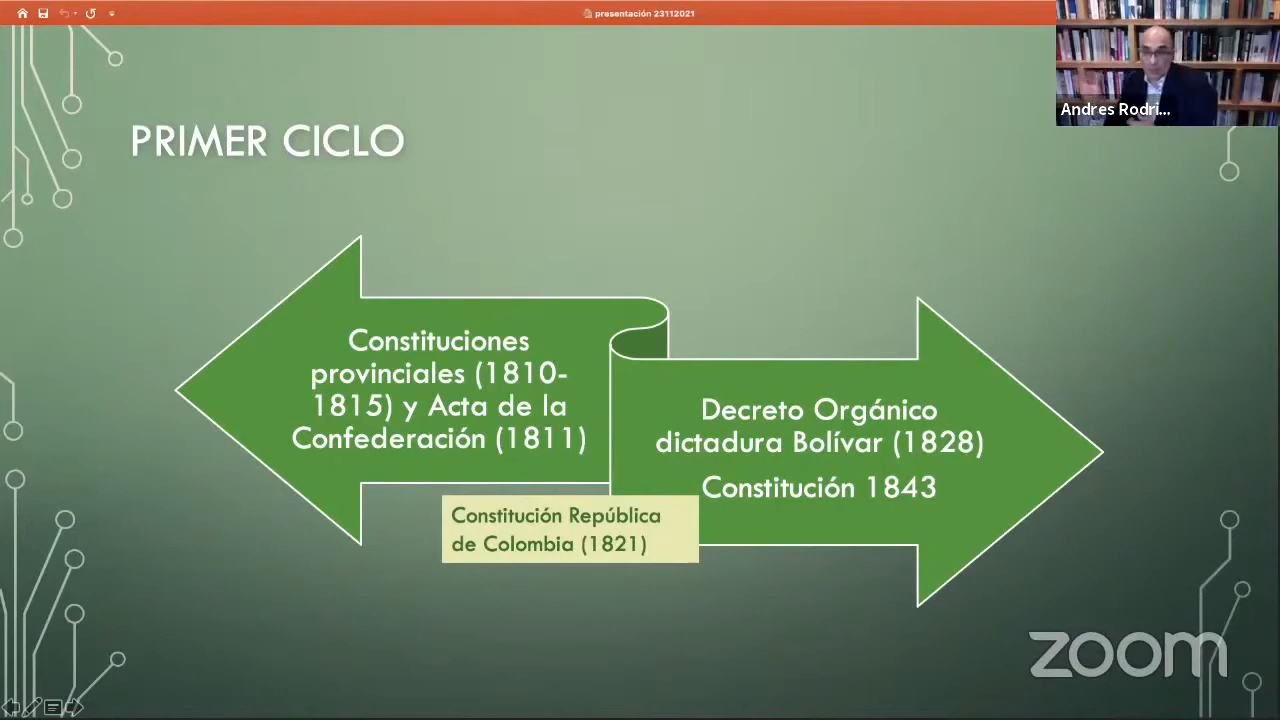 presentación 23112021
Andres Rodri...
PRIMER CICLO
Constituciones
provinciales (1810-
1815) y Acta de la
Confederación (1811)
Decreto Orgánico
dictadura Bolívar (1828)
Constitución 1843
Constitución República
de Colombia (1821)
zoom